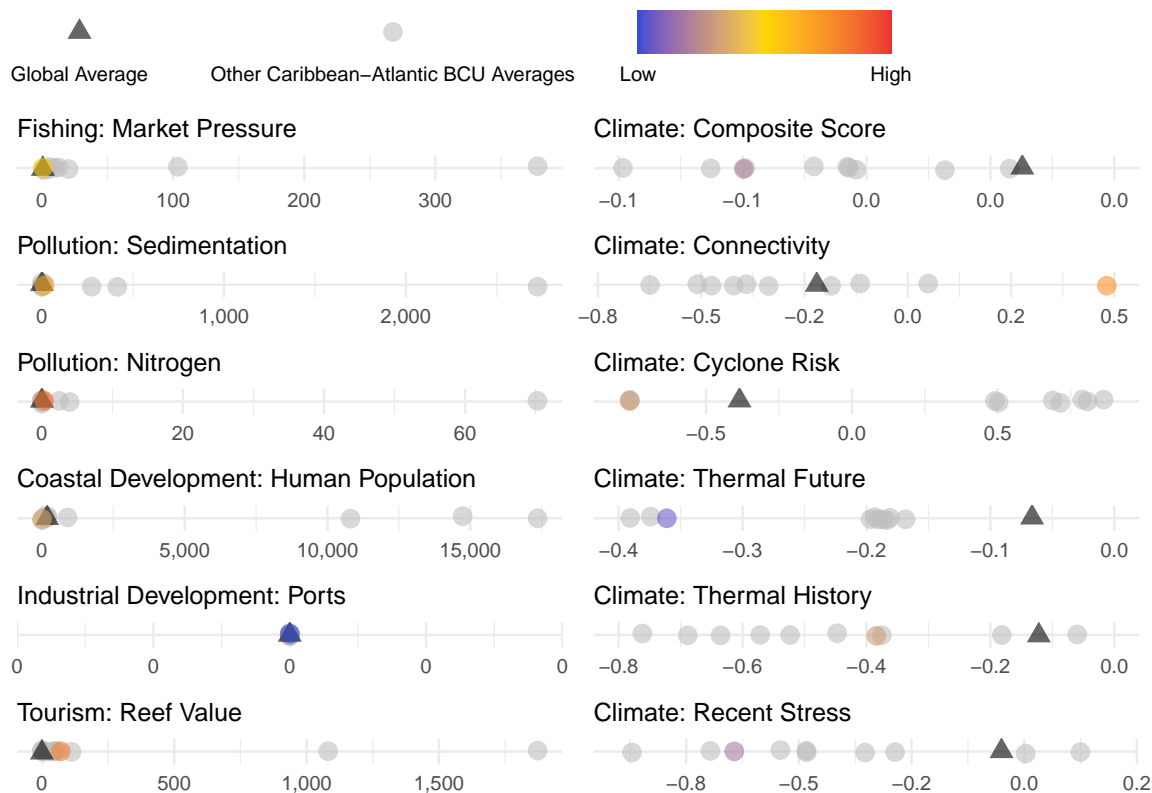 Global Average
Other Caribbean−Atlantic BCU Averages
Low
High
Fishing: Market Pressure
0 100 200 300
Pollution: Sedimentation
0 1,000 2,000
Pollution: Nitrogen
0 20 40 60
Coastal Development: Human Population
0 5,000 10,000 15,000
Industrial Development: Ports
0 0 0 0 0
Tourism: Reef Value
0 500 1,000 1,500
Climate: Composite Score
−0.1 −0.1 0.0 0.0 0.0
Climate: Connectivity
−0.8 −0.5 −0.2 0.0 0.2 0.5
Climate: Cyclone Risk
−0.5 0.0 0.5
Climate: Thermal Future
−0.4 −0.3 −0.2 −0.1 0.0
Climate: Thermal History
−0.8 −0.6 −0.4 −0.2 0.0
Climate: Recent Stress
−0.8 −0.5 −0.2 0.0 0.2